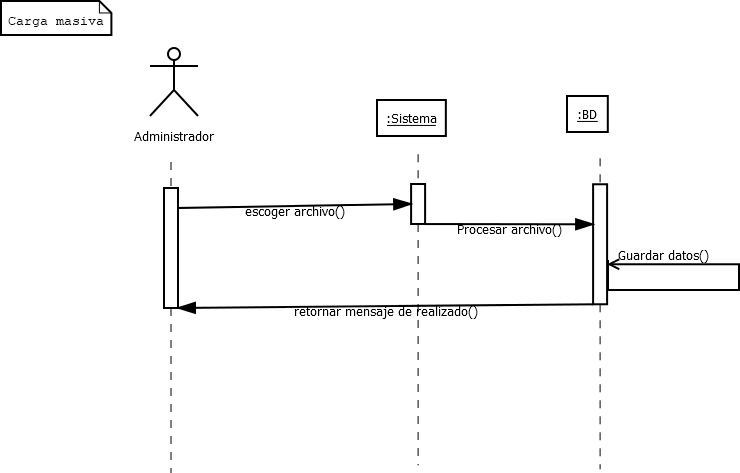 Carga masiva
Administrador
:Sistema
:BD
escoger archivo()
Procesar archivo()
Guardar datos()
retornar mensaje de realizado()